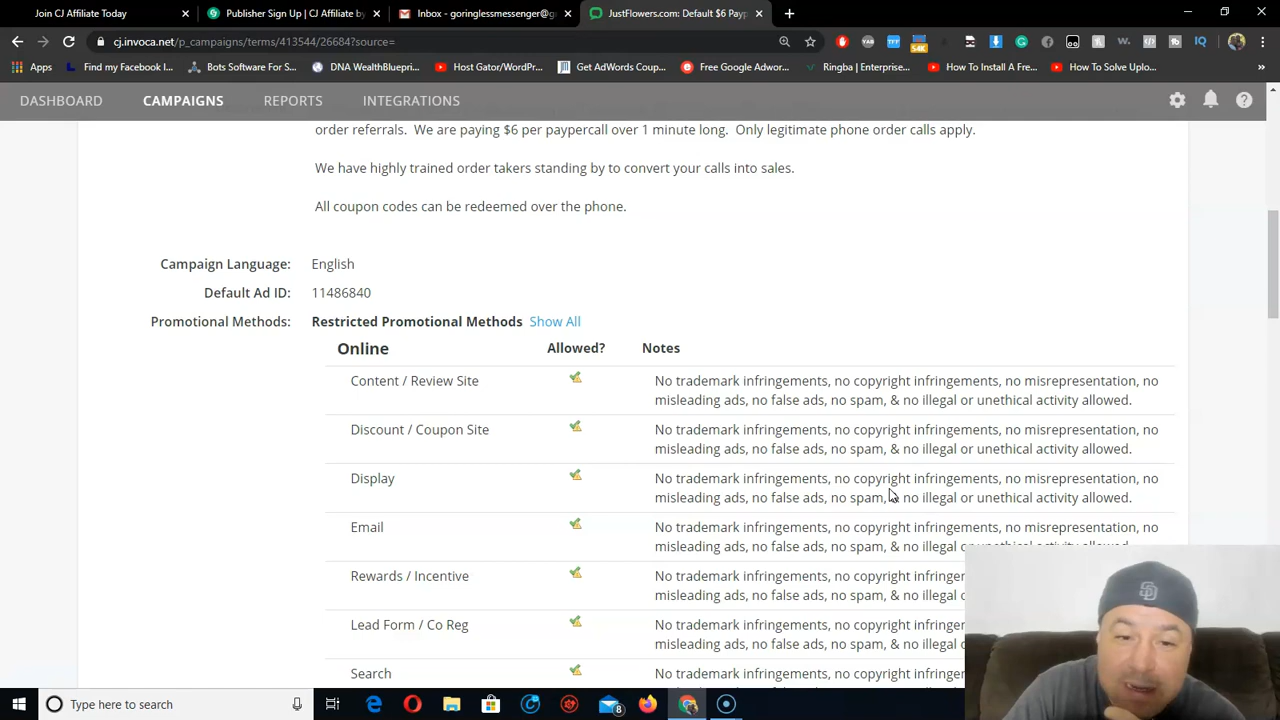 Join CJ Affiliate Today
Publisher Sign Up | CJ Affiliate by
Inbox - goringlessmessenger@g
JustFlowers.com: Default $6 Payp
cj.invoca.net/p_campaigns/terms/413544/26684?source=
Apps
Find my Facebook I...
Bots Software For S...
DNA WealthBluepri...
Host Gator/WordPr...
Get AdWords Coup...
Free Google Adwor...
Ringba | Enterprise...
How To Install A Fre...
How To Solve Uplo...
DASHBOARD CAMPAIGNS REPORTS INTEGRATIONS
order referrals. We are paying $6 per paypercall over 1 minute long. Only legitimate phone order calls apply.
We have highly trained order takers standing by to convert your calls into sales.
All coupon codes can be redeemed over the phone.
Campaign Language: English
Default Ad ID: 11486840
Promotional Methods: Restricted Promotional Methods Show All
Online Allowed? Notes
Content / Review Site No trademark infringements, no copyright infringements, no misrepresentation, no
misleading ads, no false ads, no spam, & no illegal or unethical activity allowed.
Discount / Coupon Site No trademark infringements, no copyright infringements, no misrepresentation, no
misleading ads, no false ads, no spam, & no illegal or unethical activity allowed.
Display No trademark infringements, no copyright infringements, no misrepresentation, no
misleading ads, no false ads, no spam, & no illegal or unethical activity allowed.
Email No trademark infringements, no copyright infringements, no misrepresentation, no
misleading ads, no false ads, no spam, & no illegal or unethical activity allowed.
Rewards / Incentive No trademark infringements, no copyright infringe
misleading ads, no false ads, no spam, & no illegal
Lead Form / Co Reg No trademark infringements, no copyright infringer
misleading ads, no false ads, no spam, & no illegal
Search No trademark infringements, no copyright infringer
Type here to search